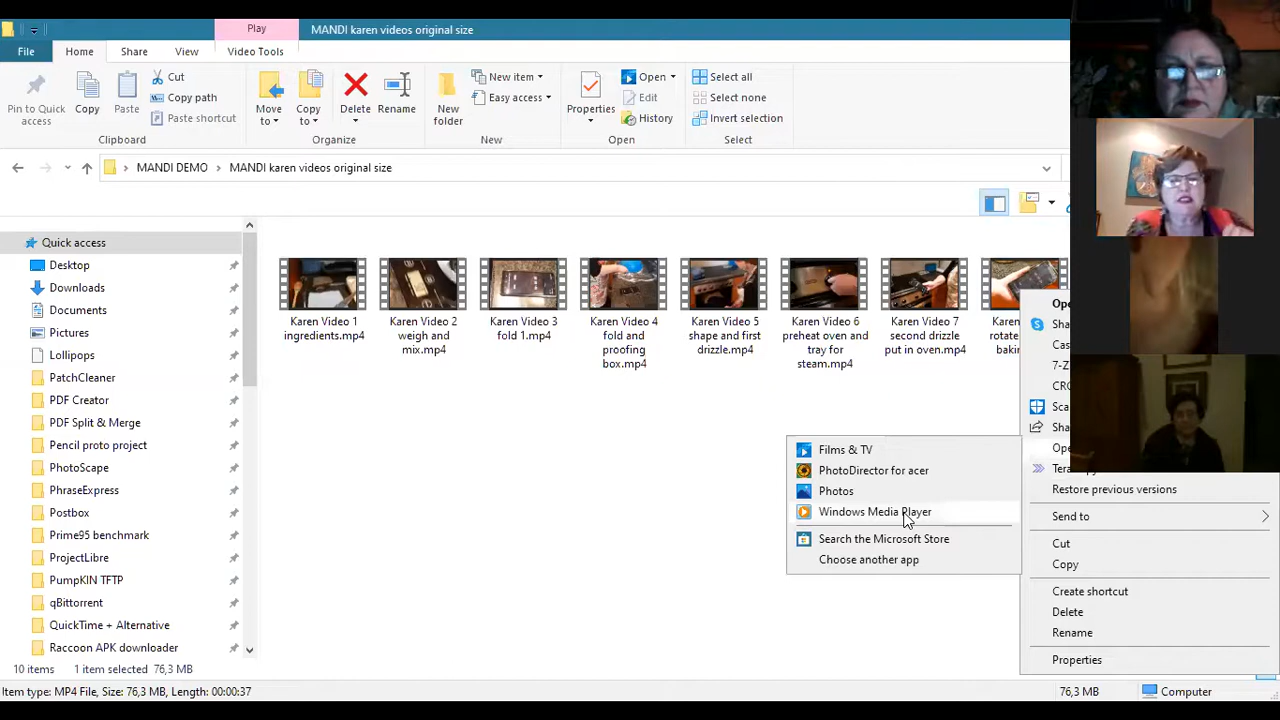 Play
MANDI karen videos original size
File
Home
Share
View
Video Tools
Pin to Quick
access
Copy
Paste
Cut
Copy path
Paste shortcut
Clipboard
Move
to
Copy
to
Delete
Rename
Organize
New
folder
New item
Easy access
New
Properties
Open
Edit
History
Open
Select all
Select none
Invert selection
Select
MANDI DEMO
MANDI karen videos original size
Quick access
Desktop
Downloads
Documents
Pictures
Lollipops
PatchCleaner
PDF Creator
PDF Split & Merge
Pencil proto project
PhotoScape
PhraseExpress
Postbox
Prime95 benchmark
ProjectLibre
PumpKIN TFTP
qBittorrent
QuickTime + Alternative
Raccoon APK downloader
Karen Video 1
ingredients.mp4
Karen Video 2
weigh and
mix.mp4
Karen Video 3
fold 1.mp4
Karen Video 4
fold and
proofing
box.mp4
Karen Video 5
shape and first
drizzle.mp4
Karen Video 6
preheat oven and
tray for
steam.mp4
Karen Video 7
second drizzle
put in oven.mp4
Films & TV
PhotoDirector for acer
Photos
Windows Media Player
Search the Microsoft Store
Choose another app
Restore previous versions
Send to
Cut
Copy
Create shortcut
Delete
Rename
Properties
10 items
1 item selected 76,3 MB
Item type: MP4 File, Size: 76,3 MB, Length: 00:00:37
76,3 MB
Computer